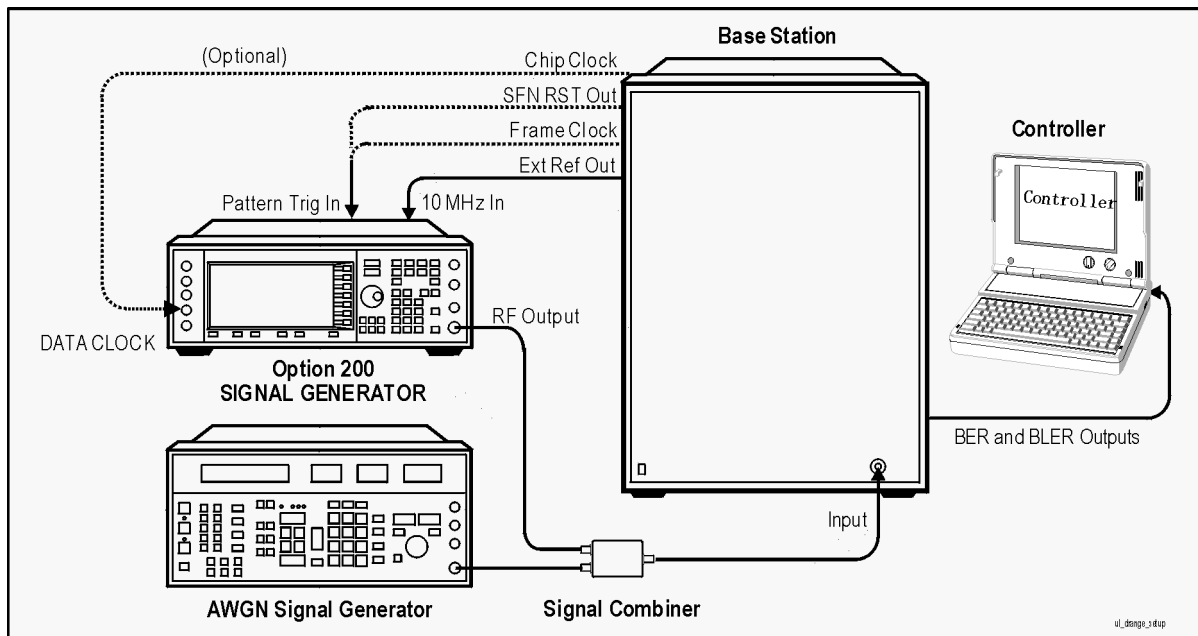 Base Station
(Optional)
Chip Clock
SFN RST Out
Frame Clock
Ext Ref Out
Controller
Controller
Pattern Trig In
10 MHz In
RF Output
DATA CLOCK
Option 200
SIGNAL GENERATOR
BER and BLER Outputs
Input
AWGN Signal Generator
Signal Combiner
ul_drange_setup